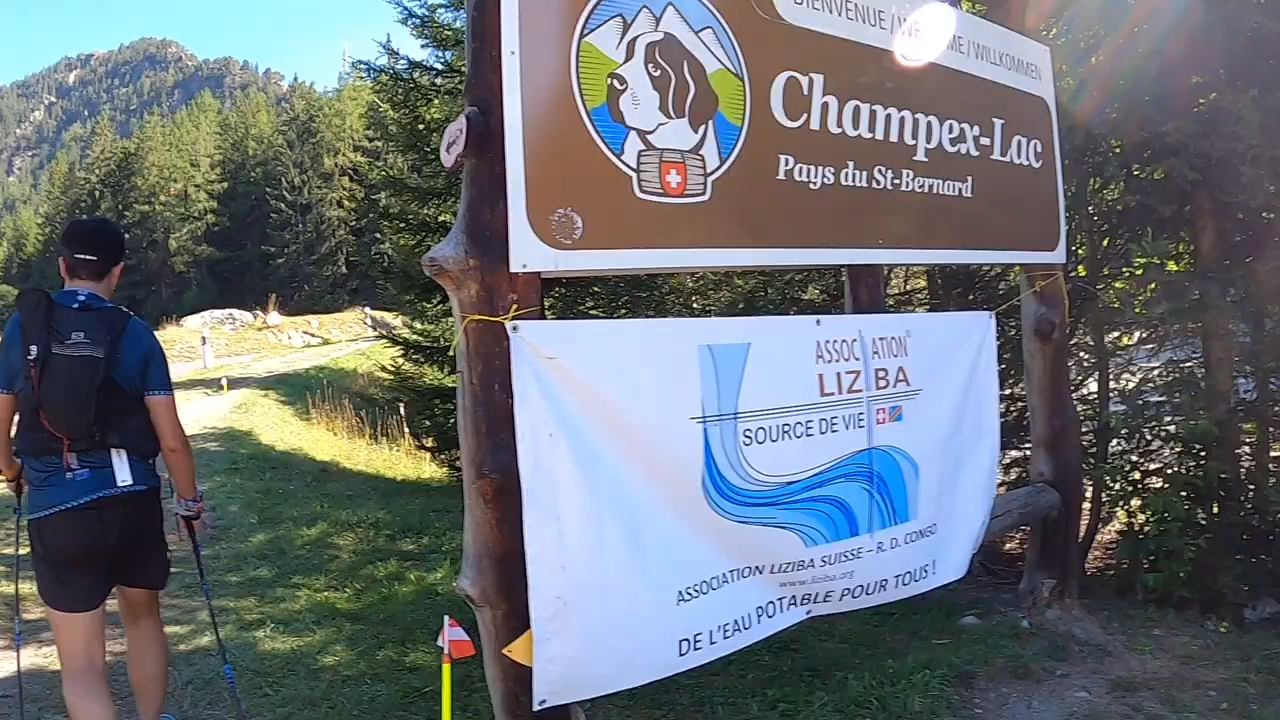 BIENVENUE / WE ME / WILLKOMMEN
Champex-Lac
Pays du St-Bernard
ASSOCIATION
LIZIBA
SOURCE DE VIE
ASSOCIATION LIZIBA SUISSE – R. D. CONGO
www.liziba.org
DE L'EAU POTABLE POUR TOUS !